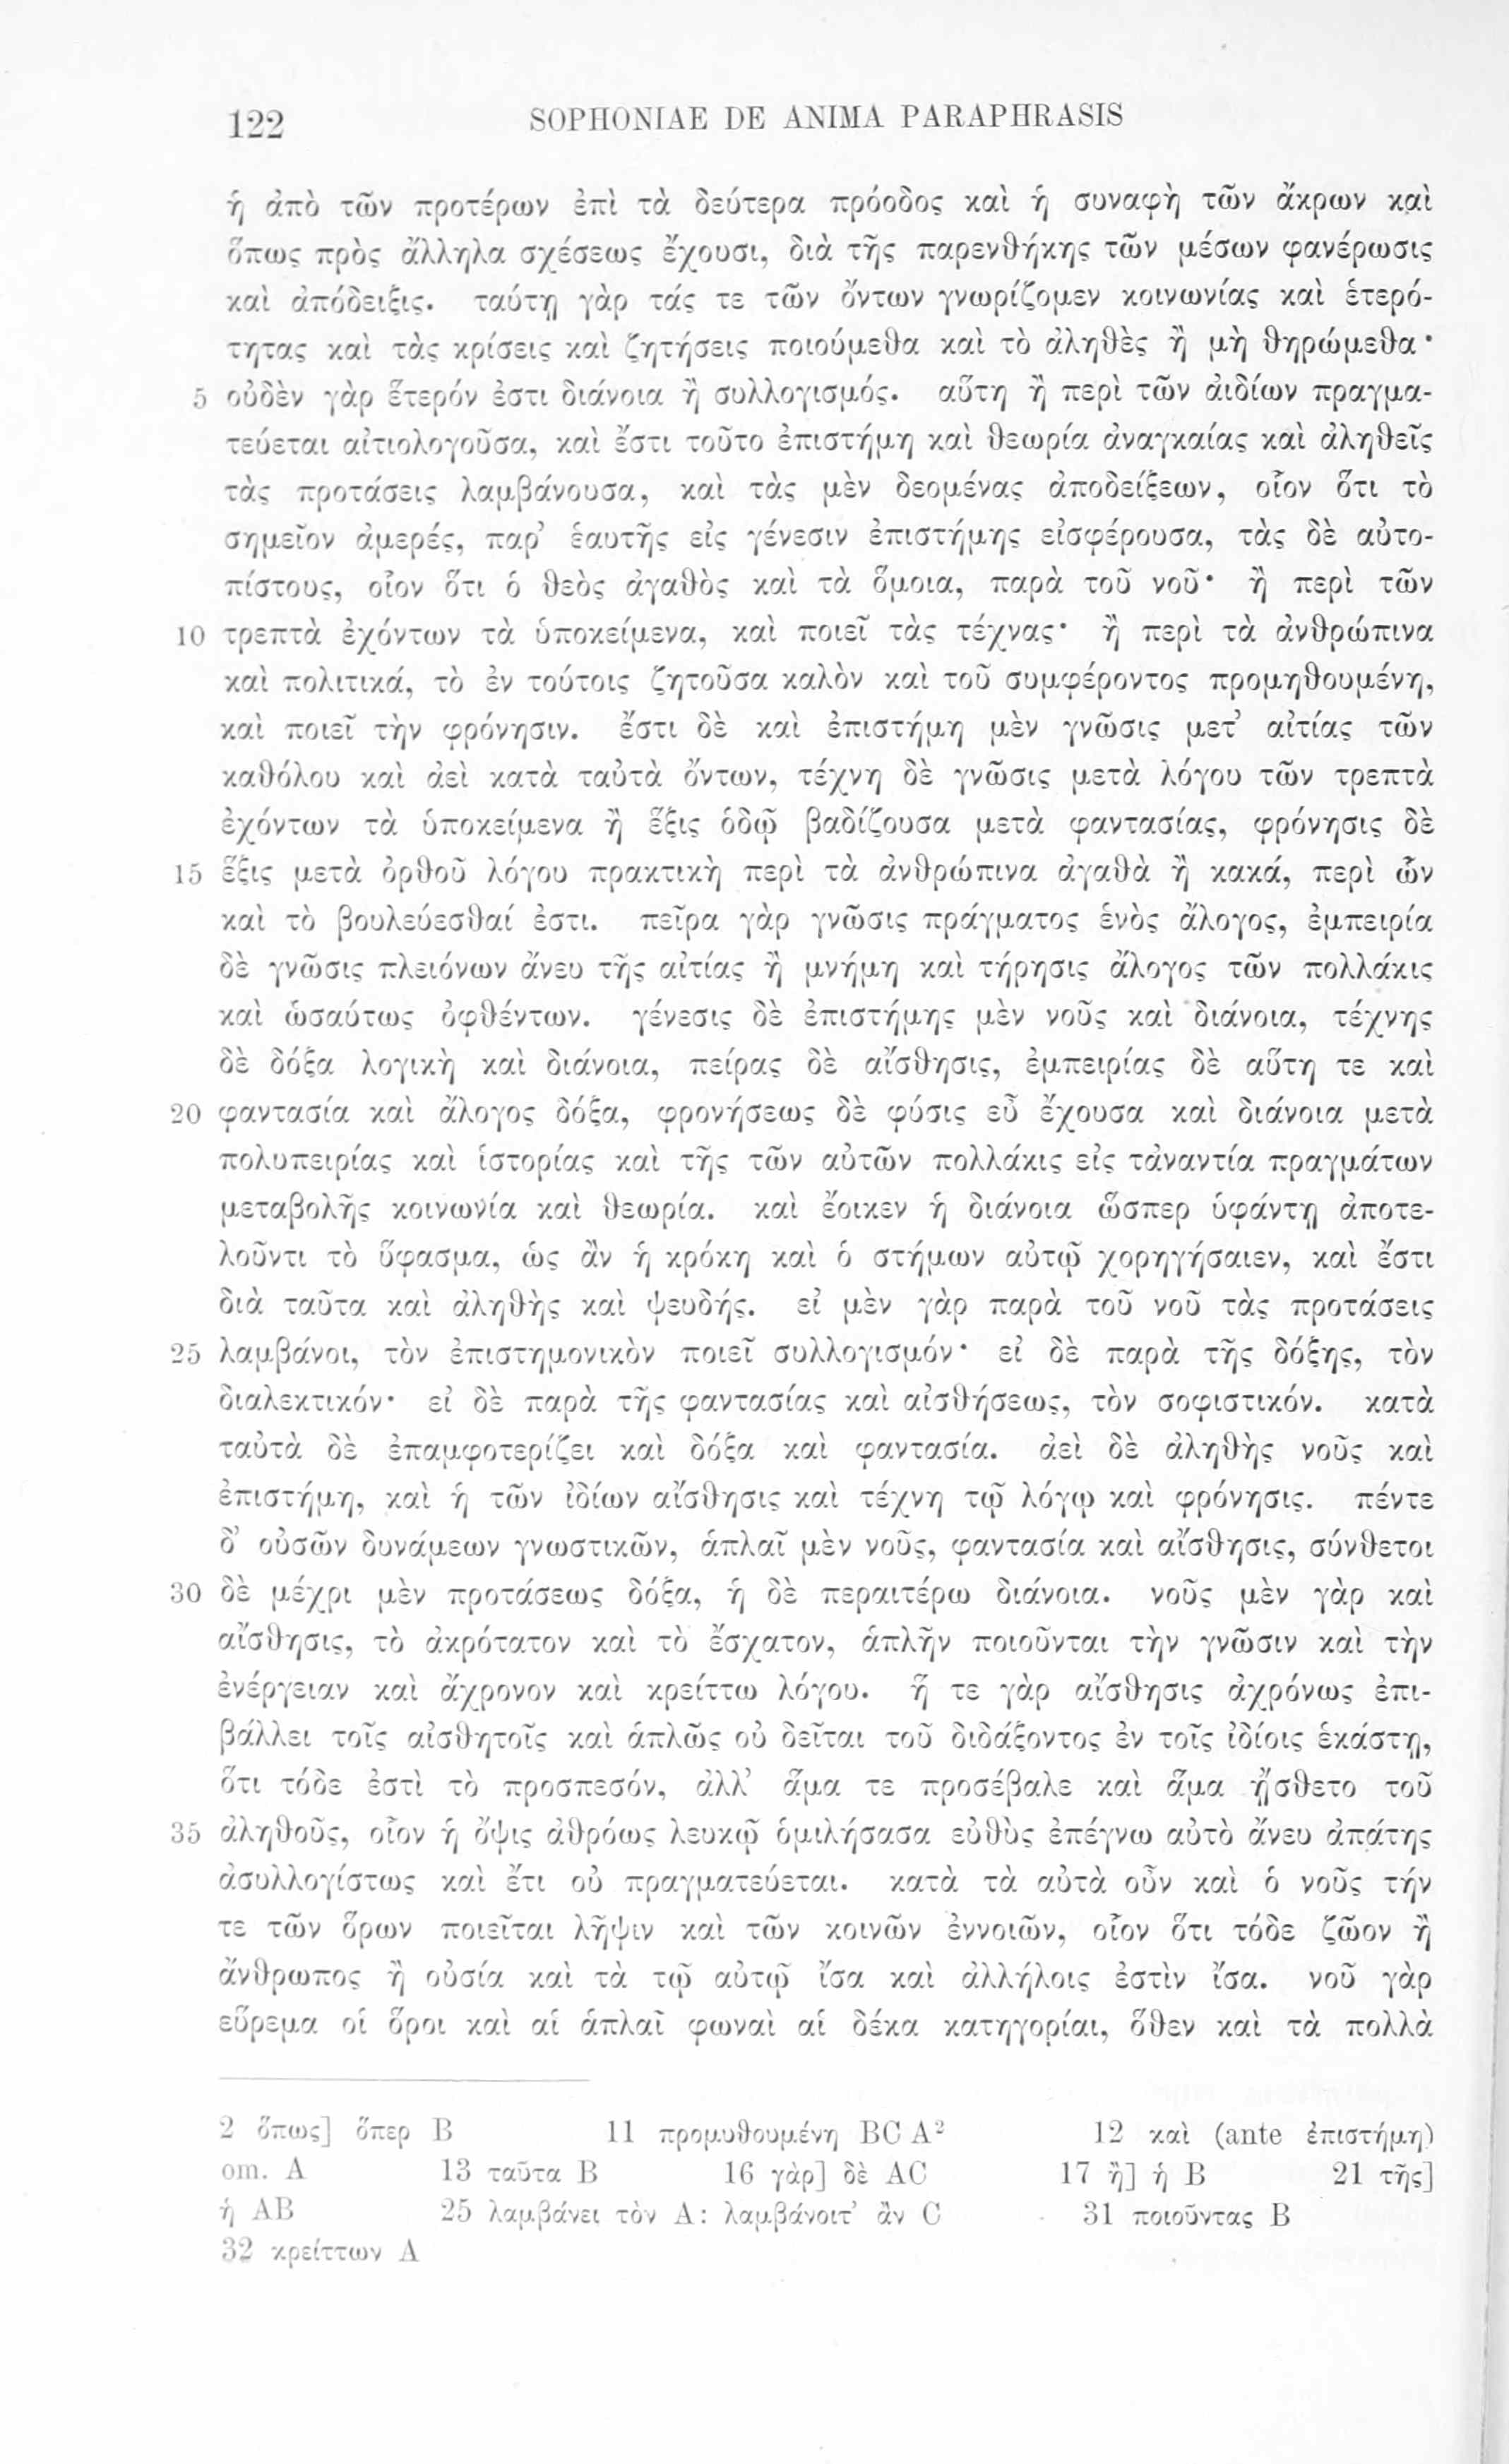 122 SOPHONIAE DE ANIMA PARAPHRASIS
ἡ ἀπὸ τῶν προτέρων ἐπὶ τὰ δεύτερα πρόοδος καὶ ἡ συναφὴ τῶν ἄκρων καὶ
ὅπως πρὸς ἄλληλα σχέσεως ἔχουσι, διὰ τῆς παρενθήκης τῶν μέσων φανέρωσις
καὶ ἀπόδειξις. ταύτῃ γὰρ τάς τε τῶν ὄντων γνωρίζομεν κοινωνίας καὶ ἑτερό-
τητας καὶ τὰς κρίσεις καὶ ζητήσεις ποιούμεθα καὶ τὸ ἀληθὲς ἢ μὴ θηρώμεθα·
5 οὐδὲν γὰρ ἕτερόν ἐστι διάνοια ἢ συλλογισμός. αὕτη ἢ περὶ τῶν ἀιδίων πραγμα-
τεύεται αἰτιολογοῦσα, καὶ ἔστι τοῦτο ἐπιστήμη καὶ θεωρία ἀναγκαίας καὶ ἀληθεῖς
τὰς προτάσεις λαμβάνουσα, καὶ τὰς μὲν δεομένας ἀποδείξεων, οἷον ὅτι τὸ
σημεῖον ἀμερές, παρ’ ἑαυτῆς εἰς γένεσιν ἐπιστήμης εἰσφέρουσα, τὰς δὲ αὐτο-
πίστους, οἷον ὅτι ὁ θεὸς ἀγαθὸς καὶ τὰ ὅμοια, παρὰ τοῦ νοῦ· ἢ περὶ τῶν
10 τρεπτὰ ἐχόντων τὰ ὑποκείμενα, καὶ ποιεῖ τὰς τέχνας· ἢ περὶ τὰ ἀνθρώπινα
καὶ πολιτικά, τὸ ἐν τούτοις ζητοῦσα καλὸν καὶ τοῦ συμφέροντος προμηθουμένη,
καὶ ποιεῖ τὴν φρόνησιν. ἔστι δὲ καὶ ἐπιστήμη μὲν γνῶσις μετ’ αἰτίας τῶν
καθόλου καὶ ἀεὶ κατὰ ταὐτὰ ὄντων, τέχνη δὲ γνῶσις μετὰ λόγου τῶν τρεπτὰ
ἐχόντων τὰ ὑποκείμενα ἢ ἕξις ὁδῷ βαδίζουσα μετὰ φαντασίας, φρόνησις δὲ
15 ἕξις μετὰ ὀρθοῦ λόγου πρακτικὴ περὶ τὰ ἀνθρώπινα ἀγαθὰ ἢ κακά, περὶ ὧν
καὶ τὸ βουλεύεσθαί ἐστι. πεῖρα γὰρ γνῶσις πράγματος ἑνὸς ἄλογος, ἐμπειρία
δὲ γνῶσις πλειόνων ἄνευ τῆς αἰτίας ἢ μνήμη καὶ τήρησις ἄλογος τῶν πολλάκις
καὶ ὡσαύτως ὀφθέντων. γένεσις δὲ ἐπιστήμης μὲν νοῦς καὶ διάνοια, τέχνης
δὲ δόξα λογικὴ καὶ διάνοια, πείρας δὲ αἴσθησις, ἐμπειρίας δὲ αὕτη τε καὶ
20 φαντασία καὶ ἄλογος δόξα, φρονήσεως δὲ φύσις εὖ ἔχουσα καὶ διάνοια μετὰ
πολυπειρίας καὶ ἱστορίας καὶ τῆς τῶν αὐτῶν πολλάκις εἰς τἀναντία πραγμάτων
μεταβολῆς κοινωνία καὶ θεωρία. καὶ ἔοικεν ἡ διάνοια ὥσπερ ὑφάντῃ ἀποτε-
λοῦντι τὸ ὕφασμα, ὡς ἂν ἡ κρόκη καὶ ὁ στήμων αὐτῷ χορηγήσαιεν, καὶ ἔστι
διὰ ταῦτα καὶ ἀληθὴς καὶ ψευδής. εἰ μὲν γὰρ παρὰ τοῦ νοῦ τὰς προτάσεις
25 λαμβάνοι, τὸν ἐπιστημονικὸν ποιεῖ συλλογισμόν· εἰ δὲ παρὰ τῆς δόξης, τὸν
διαλεκτικόν· εἰ δὲ παρὰ τῆς φαντασίας καὶ αἰσθήσεως, τὸν σοφιστικόν. κατὰ
ταὐτὰ δὲ ἐπαμφοτερίζει καὶ δόξα καὶ φαντασία. ἀεὶ δὲ ἀληθὴς νοῦς καὶ
ἐπιστήμη, καὶ ἡ τῶν ἰδίων αἴσθησις καὶ τέχνη τῷ λόγῳ καὶ φρόνησις. πέντε
δ’ οὐσῶν δυνάμεων γνωστικῶν, ἁπλαῖ μὲν νοῦς, φαντασία καὶ αἴσθησις, σύνθετοι
30 δὲ μέχρι μὲν προτάσεως δόξα, ἡ δὲ περαιτέρω διάνοια. νοῦς μὲν γὰρ καὶ
αἴσθησις, τὸ ἀκρότατον καὶ τὸ ἔσχατον, ἁπλῆν ποιοῦνται τὴν γνῶσιν καὶ τὴν
ἐνέργειαν καὶ ἄχρονον καὶ κρείττω λόγου. ἥ τε γὰρ αἴσθησις ἀχρόνως ἐπι-
βάλλει τοῖς αἰσθητοῖς καὶ ἁπλῶς οὐ δεῖται τοῦ διδάξοντος ἐν τοῖς ἰδίοις ἑκάστῃ,
ὅτι τόδε ἐστὶ τὸ προσπεσόν, ἀλλ’ ἅμα τε προσέβαλε καὶ ἅμα ᾔσθετο τοῦ
35 ἀληθοῦς, οἷον ἡ ὄψις ἀθρόως λευκῷ ὁμιλήσασα εὐθὺς ἐπέγνω αὐτὸ ἄνευ ἀπάτης
ἀσυλλογίστως καὶ ἔτι οὐ πραγματεύεται. κατὰ τὰ αὐτὰ οὖν καὶ ὁ νοῦς τήν
τε τῶν ὅρων ποιεῖται λῆψιν καὶ τῶν κοινῶν ἐννοιῶν, οἷον ὅτι τόδε ζῶον ἢ
ἄνθρωπος ἢ οὐσία καὶ τὰ τῷ αὐτῷ ἴσα καὶ ἀλλήλοις ἐστὶν ἴσα. νοῦ γὰρ
εὕρεμα οἱ ὅροι καὶ αἱ ἁπλαῖ φωναὶ αἱ δέκα κατηγορίαι, ὅθεν καὶ τὰ πολλὰ
2 ὅπως] ὅπερ B 11 προμυθουμένη BC A² 12 καὶ (ante ἐπιστήμη)
om. A 13 ταῦτα B 16 γὰρ] δὲ AC 17 ἢ] ἡ B 21 τῆς]
ἡ AB 25 λαμβάνει τὸν A: λαμβάνοιτ’ ἂν C 31 ποιοῦντας B
32 κρείττων A